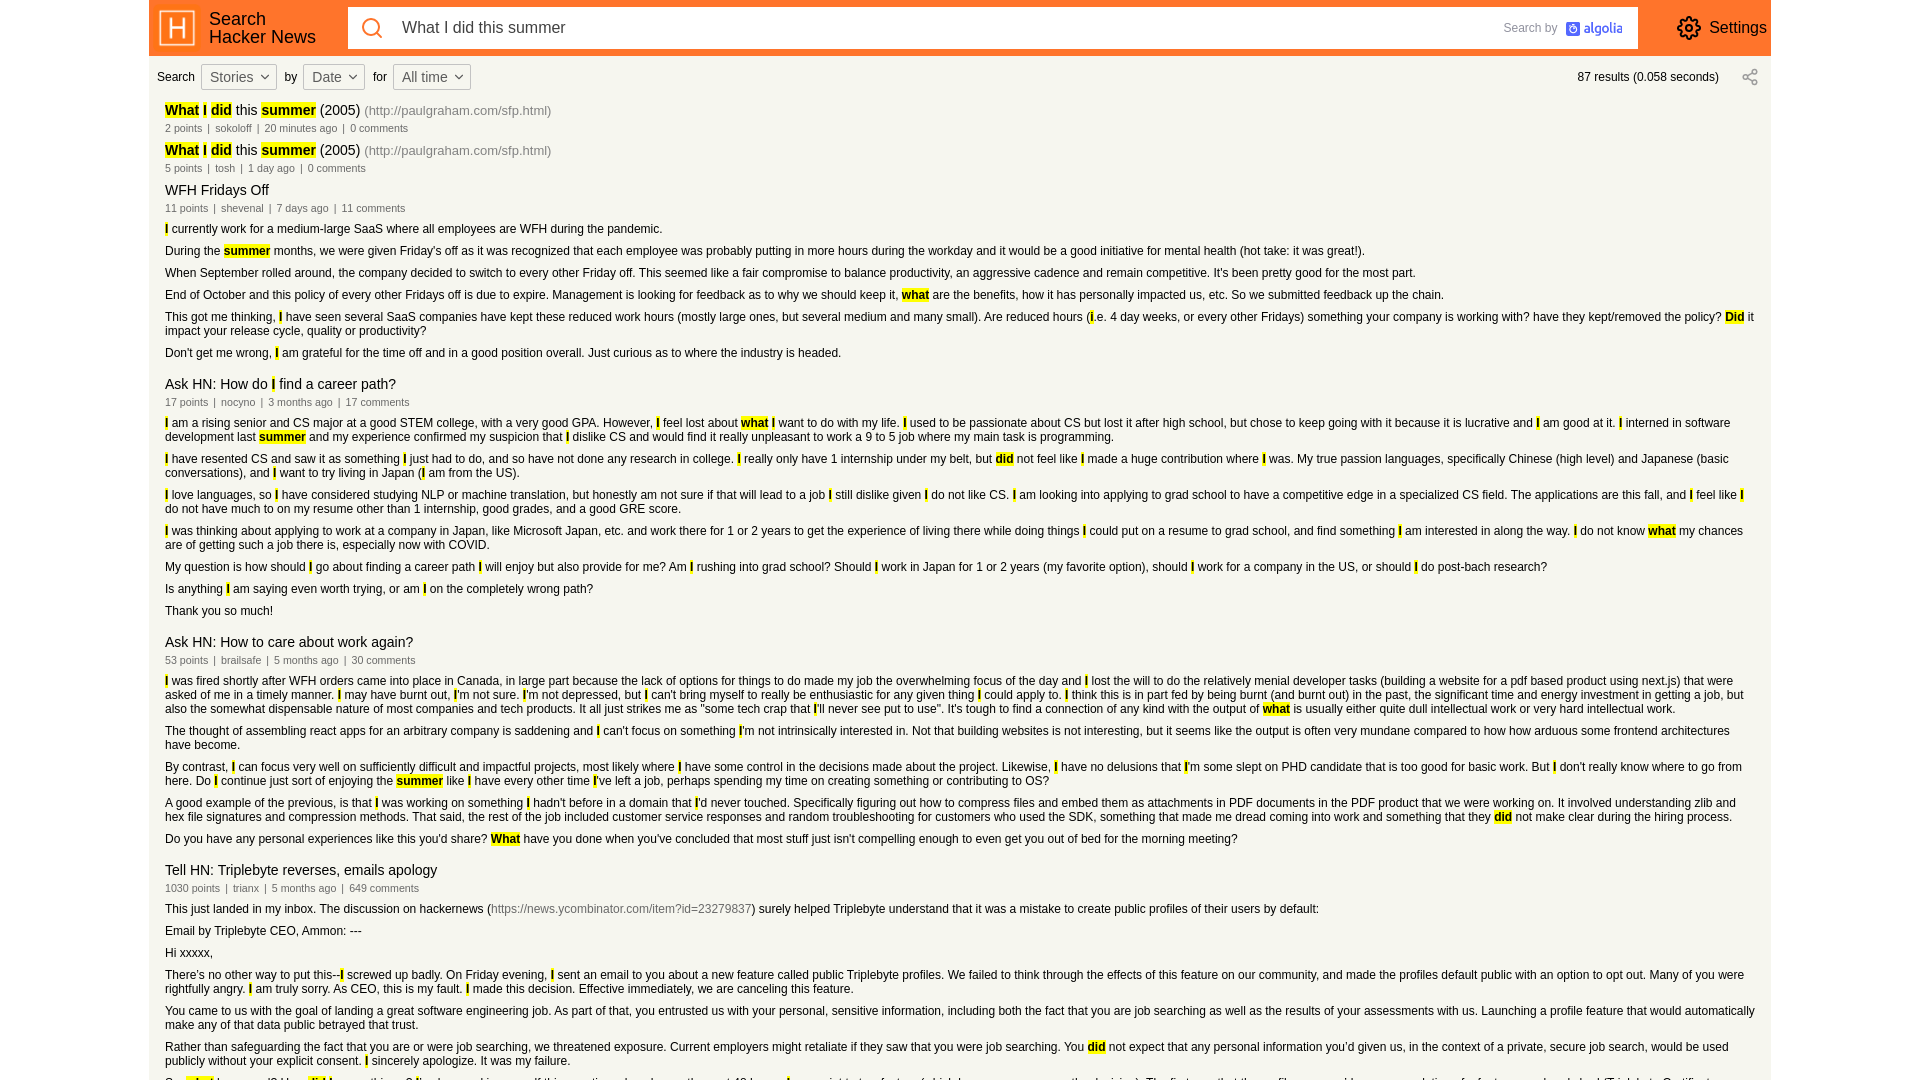 Search
Hacker News
What I did this summer
Search by algolia
Settings
Search Stories by Date for All time
87 results (0.058 seconds)
What I did this summer (2005) (http://paulgraham.com/sfp.html)
2 points | sokoloff | 20 minutes ago | 0 comments
What I did this summer (2005) (http://paulgraham.com/sfp.html)
5 points | tosh | 1 day ago | 0 comments
WFH Fridays Off
11 points | shevenal | 7 days ago | 11 comments
I currently work for a medium-large SaaS where all employees are WFH during the pandemic.
During the summer months, we were given Friday's off as it was recognized that each employee was probably putting in more hours during the workday and it would be a good initiative for mental health (hot take: it was great!).
When September rolled around, the company decided to switch to every other Friday off. This seemed like a fair compromise to balance productivity, an aggressive cadence and remain competitive. It's been pretty good for the most part.
End of October and this policy of every other Fridays off is due to expire. Management is looking for feedback as to why we should keep it, what are the benefits, how it has personally impacted us, etc. So we submitted feedback up the chain.
This got me thinking, I have seen several SaaS companies have kept these reduced work hours (mostly large ones, but several medium and many small). Are reduced hours (i.e. 4 day weeks, or every other Fridays) something your company is working with? have they kept/removed the policy? Did it
impact your release cycle, quality or productivity?
Don't get me wrong, I am grateful for the time off and in a good position overall. Just curious as to where the industry is headed.
Ask HN: How do I find a career path?
17 points | nocyno | 3 months ago | 17 comments
I am a rising senior and CS major at a good STEM college, with a very good GPA. However, I feel lost about what I want to do with my life. I used to be passionate about CS but lost it after high school, but chose to keep going with it because it is lucrative and I am good at it. I interned in software
development last summer and my experience confirmed my suspicion that I dislike CS and would find it really unpleasant to work a 9 to 5 job where my main task is programming.
I have resented CS and saw it as something I just had to do, and so have not done any research in college. I really only have 1 internship under my belt, but did not feel like I made a huge contribution where I was. My true passion languages, specifically Chinese (high level) and Japanese (basic
conversations), and I want to try living in Japan (I am from the US).
I love languages, so I have considered studying NLP or machine translation, but honestly am not sure if that will lead to a job I still dislike given I do not like CS. I am looking into applying to grad school to have a competitive edge in a specialized CS field. The applications are this fall, and I feel like I
do not have much to on my resume other than 1 internship, good grades, and a good GRE score.
I was thinking about applying to work at a company in Japan, like Microsoft Japan, etc. and work there for 1 or 2 years to get the experience of living there while doing things I could put on a resume to grad school, and find something I am interested in along the way. I do not know what my chances
are of getting such a job there is, especially now with COVID.
My question is how should I go about finding a career path I will enjoy but also provide for me? Am I rushing into grad school? Should I work in Japan for 1 or 2 years (my favorite option), should I work for a company in the US, or should I do post-bach research?
Is anything I am saying even worth trying, or am I on the completely wrong path?
Thank you so much!
Ask HN: How to care about work again?
53 points | brailsafe | 5 months ago | 30 comments
I was fired shortly after WFH orders came into place in Canada, in large part because the lack of options for things to do made my job the overwhelming focus of the day and I lost the will to do the relatively menial developer tasks (building a website for a pdf based product using next.js) that were
asked of me in a timely manner. I may have burnt out, I'm not sure. I'm not depressed, but I can't bring myself to really be enthusiastic for any given thing I could apply to. I think this is in part fed by being burnt (and burnt out) in the past, the significant time and energy investment in getting a job, but
also the somewhat dispensable nature of most companies and tech products. It all just strikes me as "some tech crap that I'll never see put to use". It's tough to find a connection of any kind with the output of what is usually either quite dull intellectual work or very hard intellectual work.
The thought of assembling react apps for an arbitrary company is saddening and I can't focus on something I'm not intrinsically interested in. Not that building websites is not interesting, but it seems like the output is often very mundane compared to how how arduous some frontend architectures
have become.
By contrast, I can focus very well on sufficiently difficult and impactful projects, most likely where I have some control in the decisions made about the project. Likewise, I have no delusions that I'm some slept on PHD candidate that is too good for basic work. But I don't really know where to go from
here. Do I continue just sort of enjoying the summer like I have every other time I've left a job, perhaps spending my time on creating something or contributing to OS?
A good example of the previous, is that I was working on something I hadn't before in a domain that I'd never touched. Specifically figuring out how to compress files and embed them as attachments in PDF documents in the PDF product that we were working on. It involved understanding zlib and
hex file signatures and compression methods. That said, the rest of the job included customer service responses and random troubleshooting for customers who used the SDK, something that made me dread coming into work and something that they did not make clear during the hiring process.
Do you have any personal experiences like this you'd share? What have you done when you've concluded that most stuff just isn't compelling enough to even get you out of bed for the morning meeting?
Tell HN: Triplebyte reverses, emails apology
1030 points | trianx | 5 months ago | 649 comments
This just landed in my inbox. The discussion on hackernews (https://news.ycombinator.com/item?id=23279837) surely helped Triplebyte understand that it was a mistake to create public profiles of their users by default:
Email by Triplebyte CEO, Ammon: ---
Hi xxxxx,
There's no other way to put this--I screwed up badly. On Friday evening, I sent an email to you about a new feature called public Triplebyte profiles. We failed to think through the effects of this feature on our community, and made the profiles default public with an option to opt out. Many of you were
rightfully angry. I am truly sorry. As CEO, this is my fault. I made this decision. Effective immediately, we are canceling this feature.
You came to us with the goal of landing a great software engineering job. As part of that, you entrusted us with your personal, sensitive information, including both the fact that you are job searching as well as the results of your assessments with us. Launching a profile feature that would automatically
make any of that data public betrayed that trust.
Rather than safeguarding the fact that you are or were job searching, we threatened exposure. Current employers might retaliate if they saw that you were job searching. You did not expect that any personal information you'd given us, in the context of a private, secure job search, would be used
publicly without your explicit consent. I sincerely apologize. It was my failure.